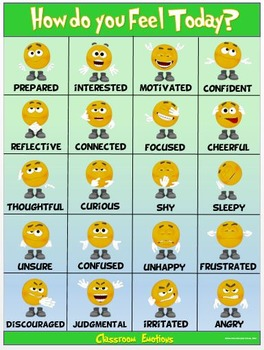 How do you Feel Today?
PREPARED iNTERESTED MOTiVATED CONFiDENT
REFLECTiVE CONNECTED FOCUSED CHEERFUL
THOUGHTFUL CURiOUS SHY SLEEPY
UNSURE CONFUSED UNHAPPY FRUSTRATED
DISCOURAGED JUDGMENTAL iRRiTATED ANGRY
Classroom Emotions